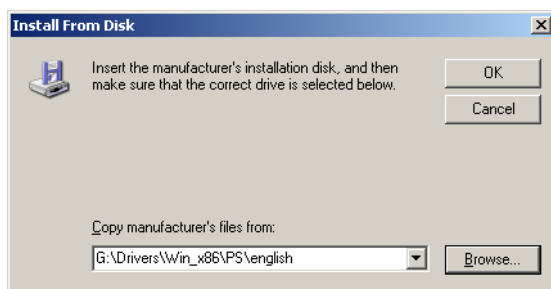 Install From Disk
Insert the manufacturer's installation disk, and then
make sure that the correct drive is selected below.
OK
Cancel
Copy manufacturer's files from:
G:\Drivers\Win_x86\PS\english
Browse...